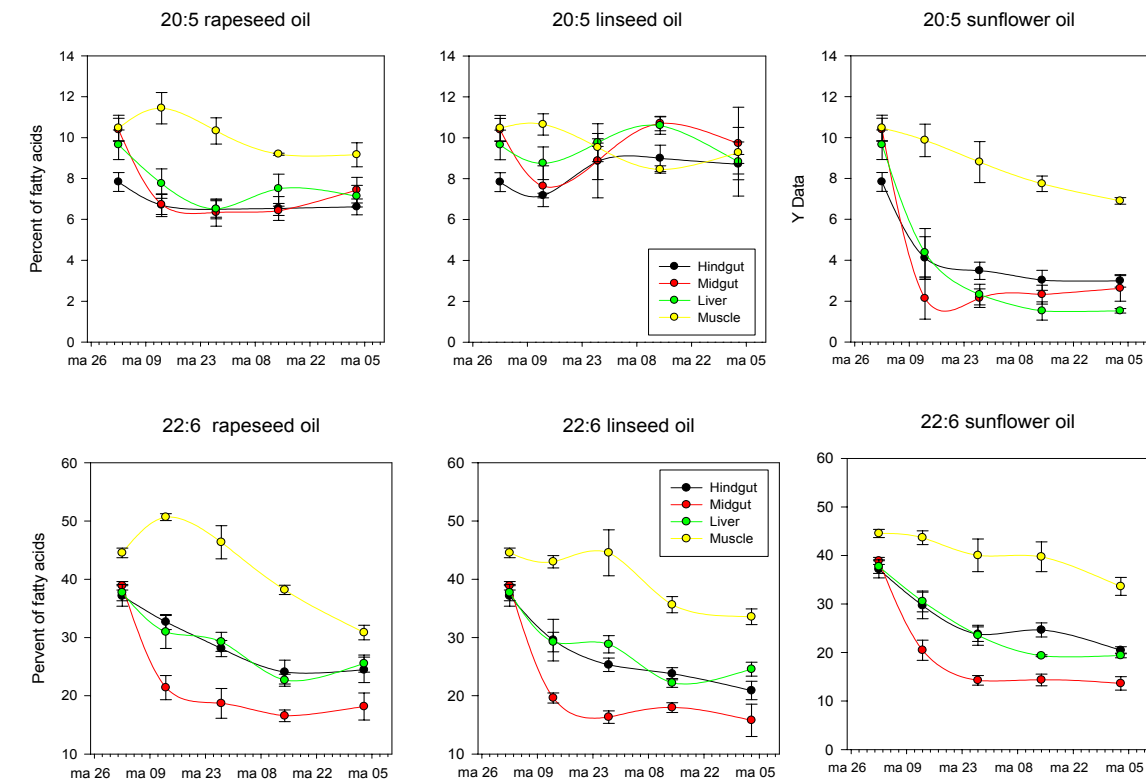 20:5 rapeseed oil
20:5 linseed oil
20:5 sunflower oil
Percent of fatty acids
14
12
10
8
6
4
2
0
ma 26 ma 09 ma 23 ma 08 ma 22 ma 05
14
12
10
8
6
4
2
0
ma 26 ma 09 ma 23 ma 08 ma 22 ma 05
Hindgut
Midgut
Liver
Muscle
Y Data
14
12
10
8
6
4
2
0
ma 26 ma 09 ma 23 ma 08 ma 22 ma 05
22:6 rapeseed oil
22:6 linseed oil
22:6 sunflower oil
Pervent of fatty acids
60
50
40
30
20
10
ma 26 ma 09 ma 23 ma 08 ma 22 ma 05
60
50
40
30
20
10
ma 26 ma 09 ma 23 ma 08 ma 22 ma 05
Hindgut
Midgut
Liver
Muscle
60
50
40
30
20
10
0
ma 26 ma 09 ma 23 ma 08 ma 22 ma 05